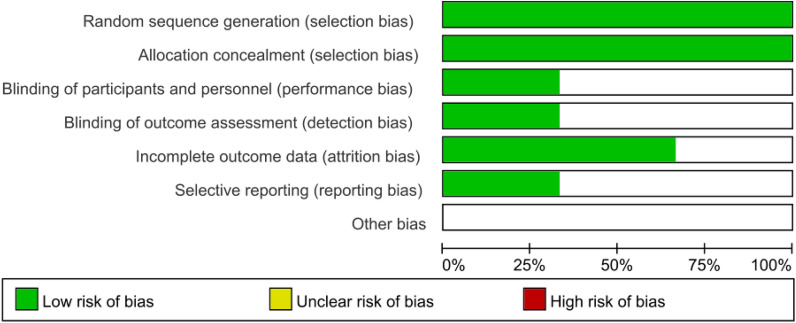 Random sequence generation (selection bias)
Allocation concealment (selection bias)
Blinding of participants and personnel (performance bias)
Blinding of outcome assessment (detection bias)
Incomplete outcome data (attrition bias)
Selective reporting (reporting bias)
Other bias
0% 25% 50% 75% 100%
Low risk of bias Unclear risk of bias High risk of bias